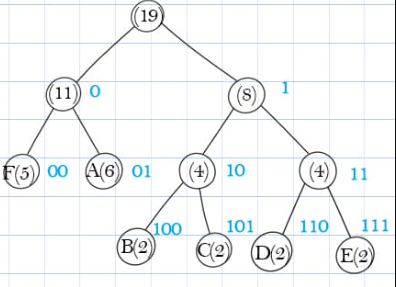 (19)
(11) 0 (8) 1
F(5) 00 A(6) 01 (4) 10 (4) 11
100 101 110 111
B(2) C(2) D(2) E(2)